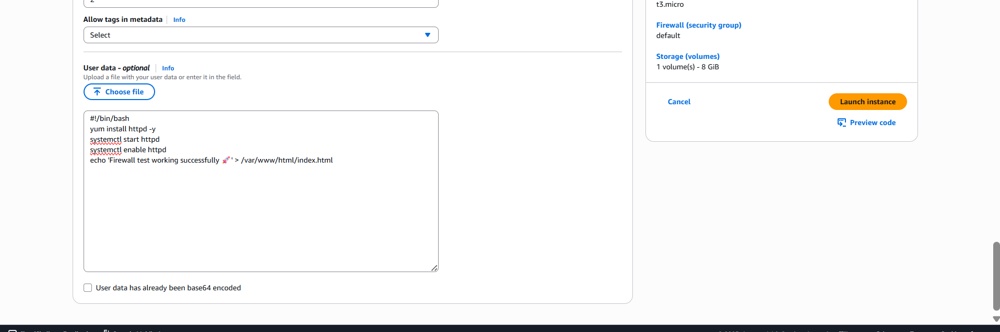 Allow tags in metadata Info
Select
User data - optional Info
Upload a file with your user data or enter it in the field.
Choose file
#!/bin/bash
yum install httpd -y
systemctl start httpd
systemctl enable httpd
echo 'Firewall test working successfully 🚀' > /var/www/html/index.html
User data has already been base64 encoded
t3.micro
Firewall (security group)
default
Storage (volumes)
1 volume(s) - 8 GiB
Cancel
Launch instance
Preview code